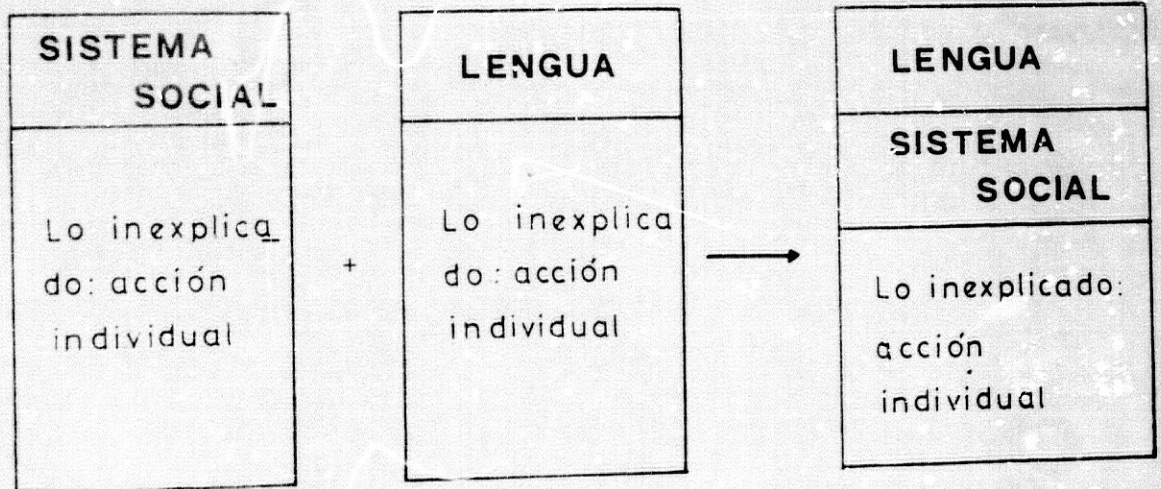 SISTEMA
SOCIAL
Lo inexplica
do: acción
individual
+
LENGUA
Lo inexplica
do: acción
individual
LENGUA
SISTEMA
SOCIAL
Lo inexplicado:
acción
individual